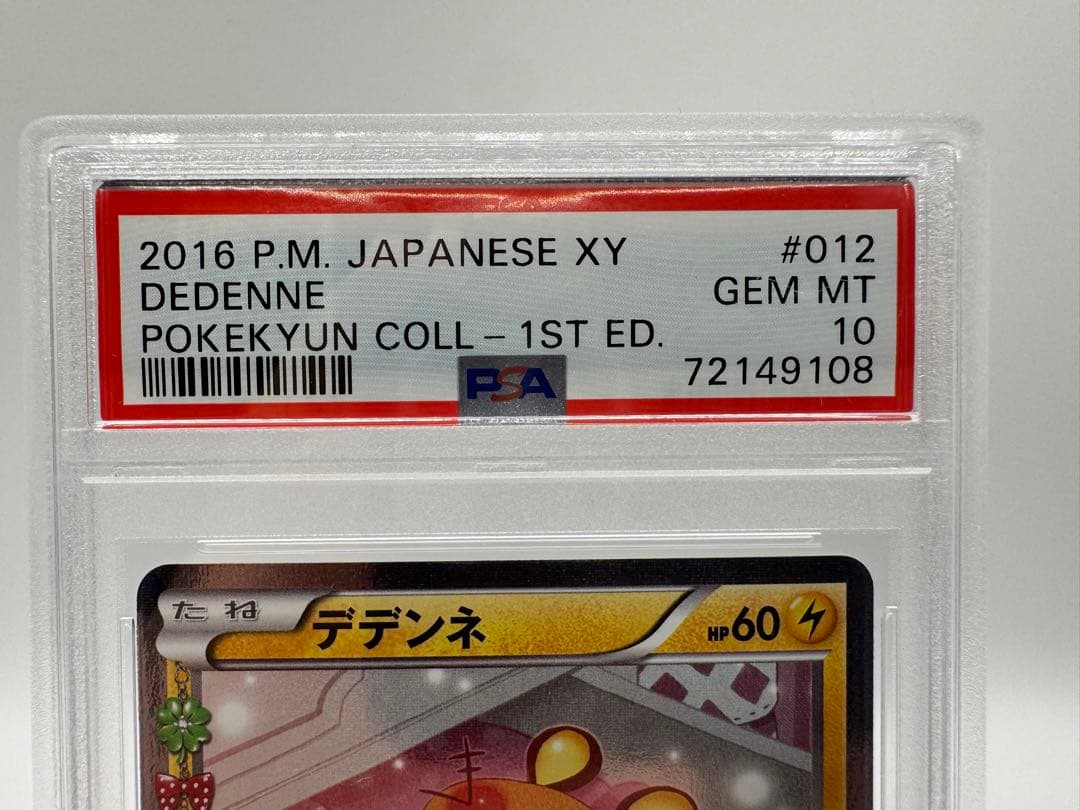 2016 P.M. JAPANESE XY #012
DEDENNE GEM MT
POKEKYUN COLL – 1ST ED. 10
PSA 72149108
たね デデンネ HP60